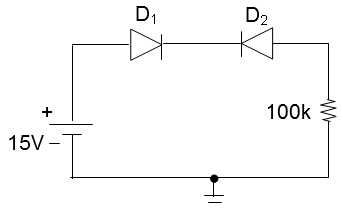 D₁
D₂
100k
+
15V –